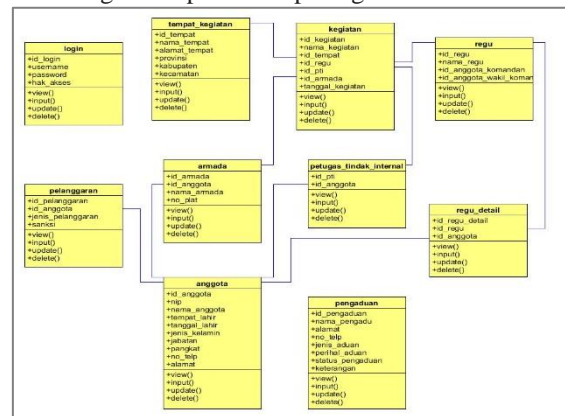 login
+id_login
+username
+password
+hak_akses
+view()
+input()
+update()
+delete()
tempat_kegiatan
+id_tempat
+nama_tempat
+alamat_tempat
+provinsi
+kabupaten
+kecamatan
+view()
+input()
+update()
+delete()
kegiatan
+id_kegiatan
+nama_kegiatan
+id_tempat
+id_regu
+id_pti
+id_armada
+tanggal_kegiatan
+view()
+input()
+update()
+delete()
regu
+id_regu
+nama_regu
+id_anggota_komandan
+id_anggota_wakil_koman
+view()
+input()
+update()
+delete()
pelanggaran
+id_pelanggaran
+id_anggota
+jenis_pelanggaran
+sanksi
+view()
+input()
+update()
+delete()
armada
+id_armada
+id_anggota
+nama_armada
+no_plat
+view()
+input()
+update()
+delete()
petugas_tindak_internal
+id_pti
+id_anggota
+view()
+input()
+update()
+delete()
regu_detail
+id_regu_detail
+id_regu
+id_anggota
+view()
+input()
+update()
+delete()
anggota
+id_anggota
+nip
+nama_anggota
+tempat_lahir
+tanggal_lahir
+jenis_kelamin
+jabatan
+pangkat
+no_telp
+alamat
+view()
+input()
+update()
+delete()
pengaduan
+id_pengaduan
+nama_pengadu
+alamat
+no_telp
+jenis_aduan
+perihal_aduan
+status_pengaduan
+keterangan
+view()
+input()
+update()
+delete()